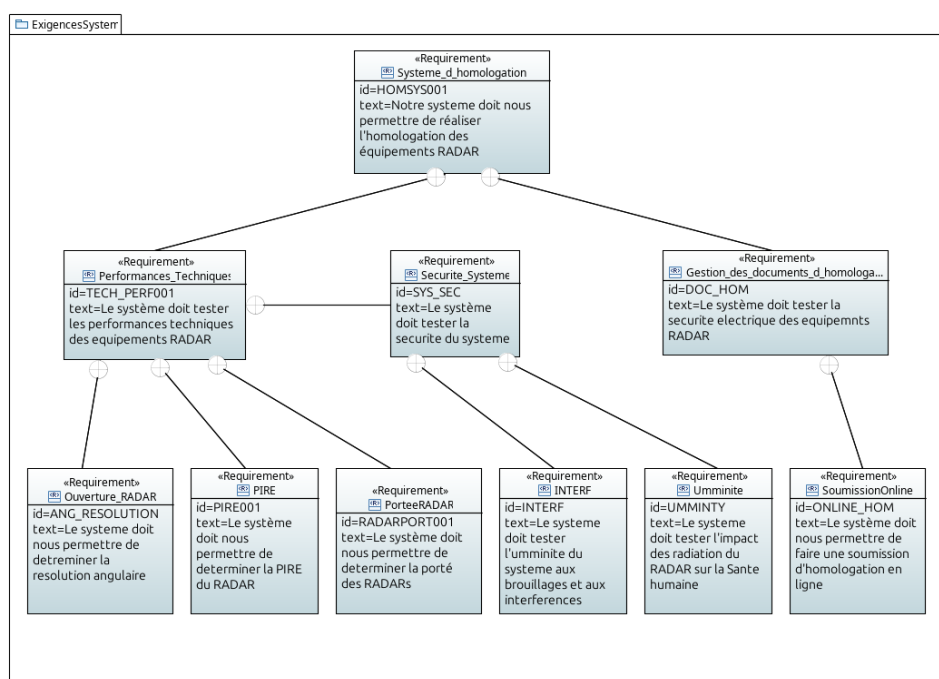 ExigencesSystem
«Requirement»
Systeme_d_homologation
id=HOMSYS001
text=Notre systeme doit nous
permettre de réaliser
l'homologation des
équipements RADAR
«Requirement»
Performances_Techniques
id=TECH_PERF001
text=Le système doit tester
les performances techniques
des equipements RADAR
«Requirement»
Securite_Systeme
id=SYS_SEC
text=Le système
doit tester la
securite du systeme
«Requirement»
Gestion_des_documents_d_homologa...
id=DOC_HOM
text=Le système doit tester la
securite electrique des equipemnts
RADAR
«Requirement»
Ouverture_RADAR
id=ANG_RESOLUTION
text=Le systeme doit
nous permettre de
detreminer la
resolution angulaire
«Requirement»
PIRE
id=PIRE001
text=Le système
doit nous
permettre de
determiner la PIRE
du RADAR
«Requirement»
PorteeRADAR
id=RADARPORT001
text=Le système doit
nous permettre de
determiner la porté
des RADARs
«Requirement»
INTERF
id=INTERF
text=Le systeme
doit tester
l'umminite du
systeme aux
brouillages et aux
interferences
«Requirement»
Umminite
id=UMMINTY
text=Le systeme
doit tester l'impact
des radiation du
RADAR sur la Sante
humaine
«Requirement»
SoumissionOnline
id=ONLINE_HOM
text=Le système doit
nous permettre de
faire une soumission
d'homologation en
ligne